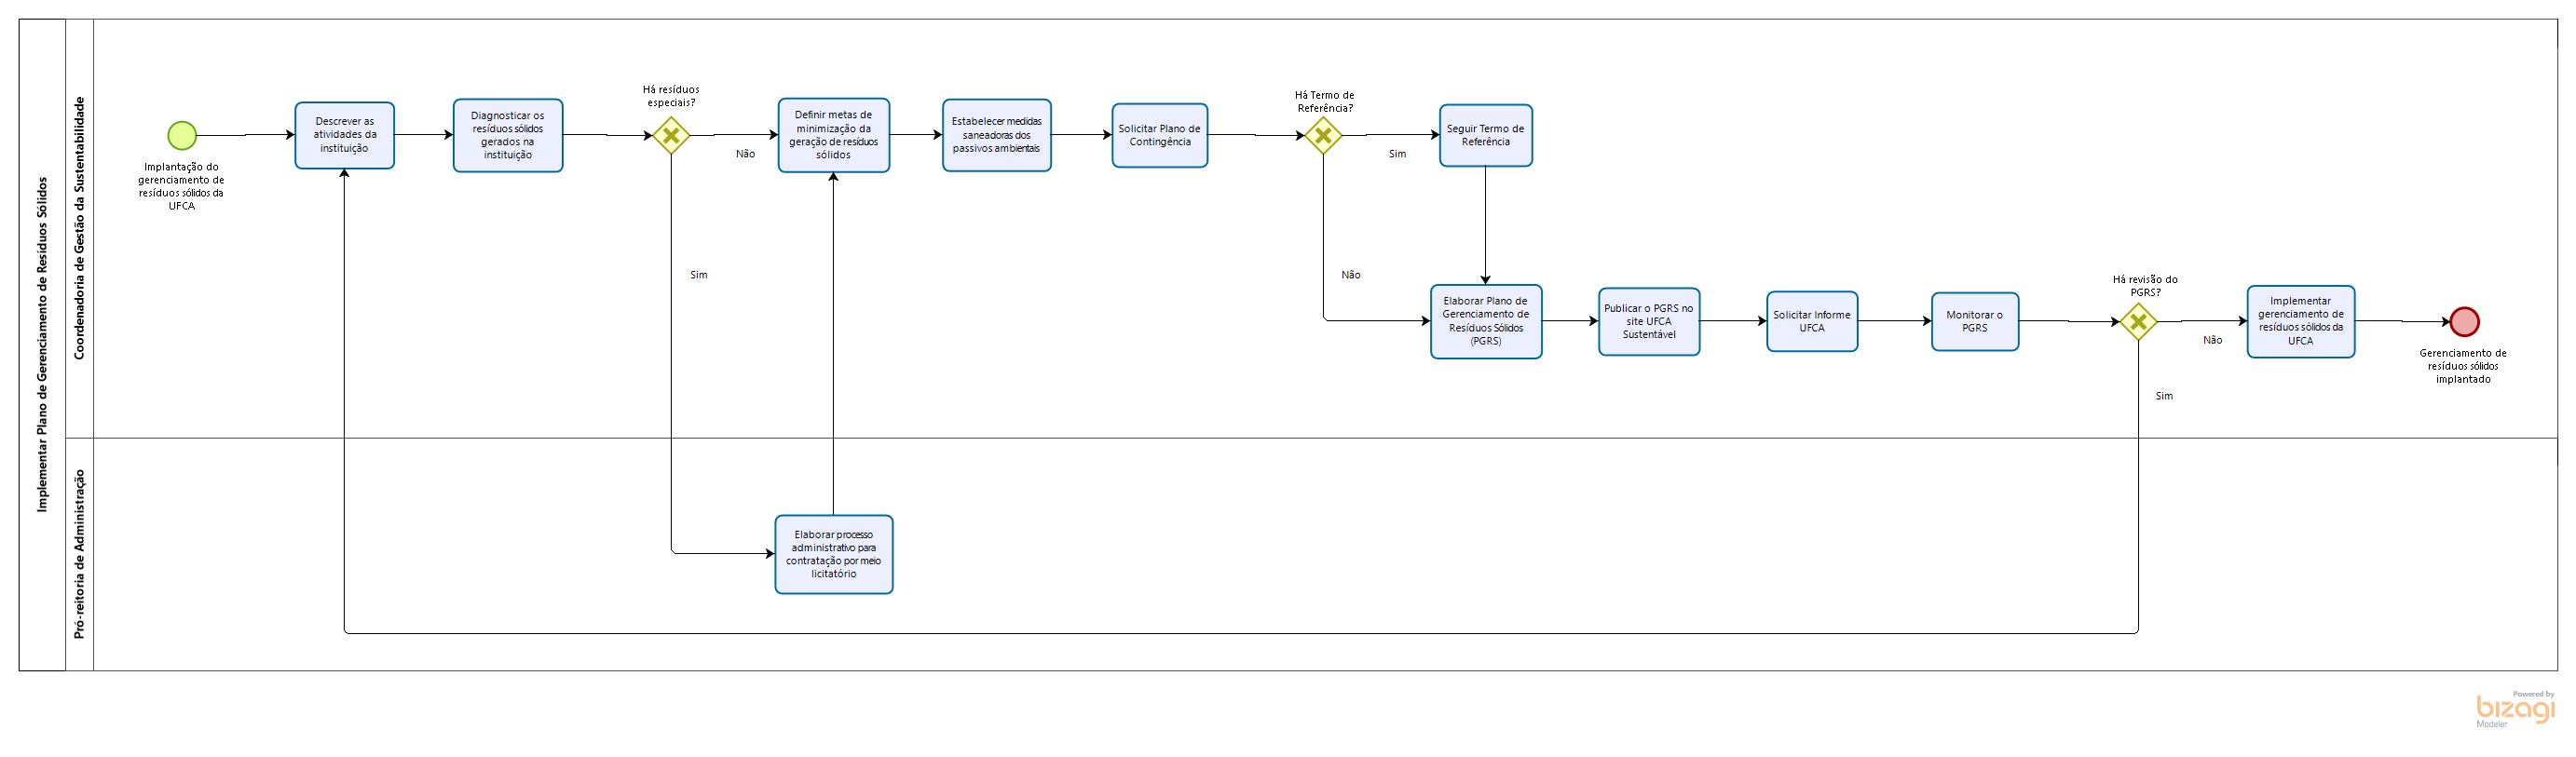 Implementar Plano de Gerenciamento de Resíduos Sólidos
Coordenadoria de Gestão da Sustentabilidade
Implantação do
gerenciamento de
resíduos sólidos da
UFCA
Descrever as
atividades da
instituição
Diagnosticar os
resíduos sólidos
gerados na
instituição
Há resíduos
especiais?
Não
Sim
Definir metas de
minimização da
geração de resíduos
sólidos
Estabelecer medidas
saneadoras dos
passivos ambientais
Solicitar Plano de
Contingência
Há Termo de
Referência?
Sim
Não
Seguir Termo de
Referência
Elaborar Plano de
Gerenciamento de
Resíduos Sólidos
(PGRS)
Publicar o PGRS no
site UFCA
Sustentável
Solicitar Informe
UFCA
Monitorar o
PGRS
Há revisão do
PGRS?
Não
Sim
Implementar
gerenciamento de
resíduos sólidos da
UFCA
Gerenciamento de
resíduos sólidos
implantado
Pró-reitoria de Administração
Elaborar processo
administrativo para
contratação por meio
licitatório
Powered by
bizagi
Modeler